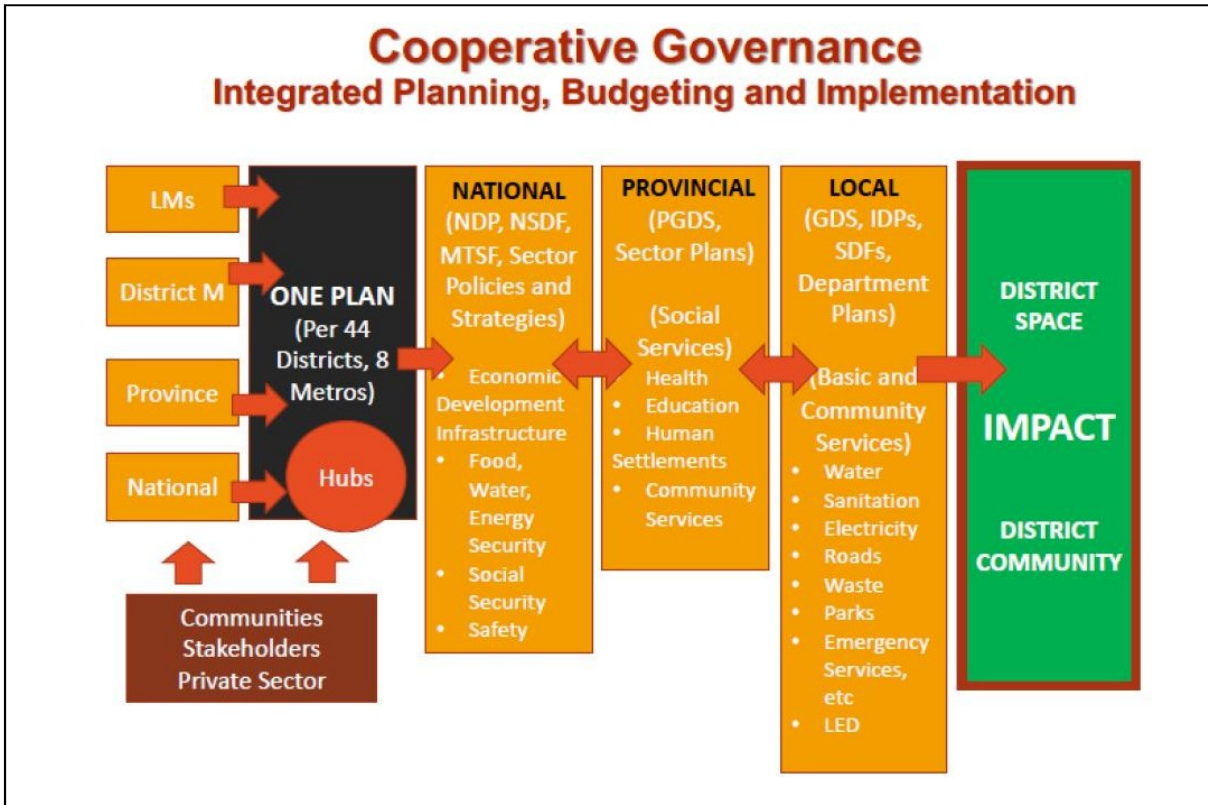 Cooperative Governance
Integrated Planning, Budgeting and Implementation
LMs
District M
Province
National
ONE PLAN
(Per 44
Districts, 8
Metros)
Hubs
Communities
Stakeholders
Private Sector
NATIONAL
(NDP, NSDF,
MTSF, Sector
Policies and
Strategies)
• Economic
Development
Infrastructure
• Food,
Water,
Energy
Security
• Social
Security
• Safety
PROVINCIAL
(PGDS,
Sector Plans)
(Social
Services)
• Health
• Education
• Human
Settlements
• Community
Services
LOCAL
(GDS, IDPs,
SDFs,
Department
Plans)
(Basic and
Community
Services)
• Water
• Sanitation
• Electricity
• Roads
• Waste
• Parks
• Emergency
Services,
etc
• LED
DISTRICT
SPACE
IMPACT
DISTRICT
COMMUNITY